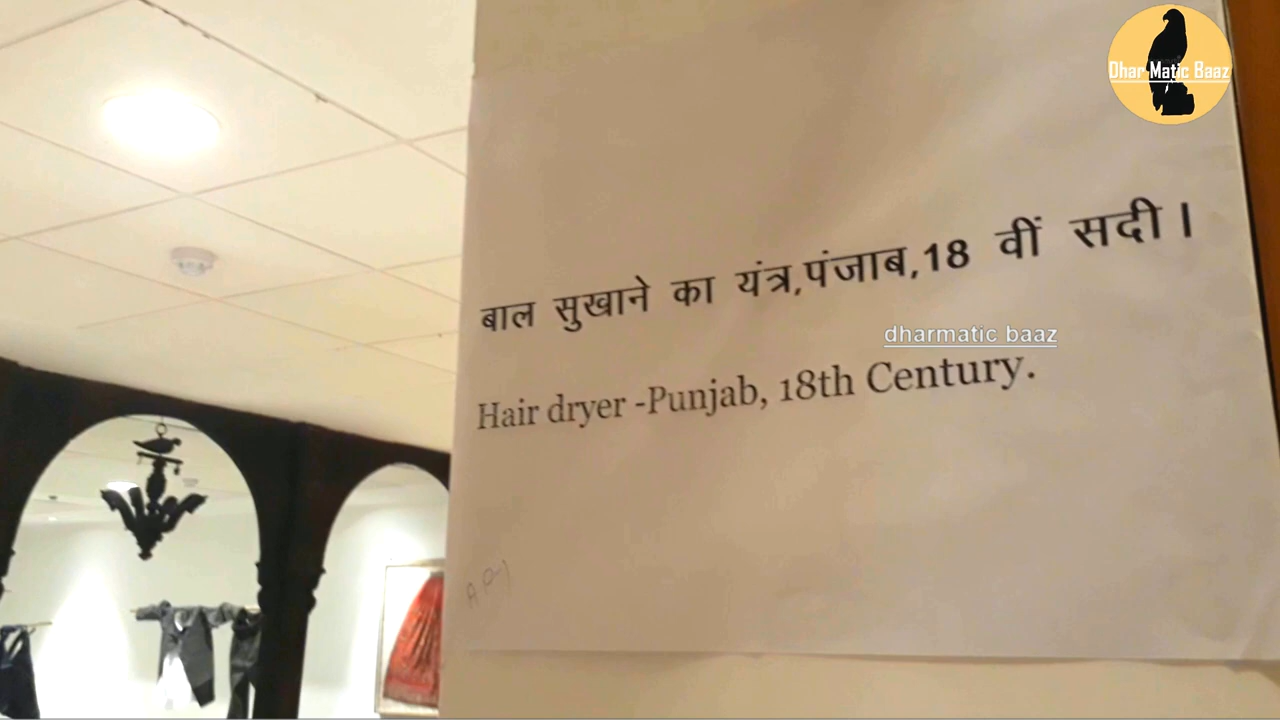 Dhar Matic Baaz
बाल सुखाने का यंत्र,पंजाब,18 वीं सदी।
dharmatic baaz
Hair dryer -Punjab, 18th Century.